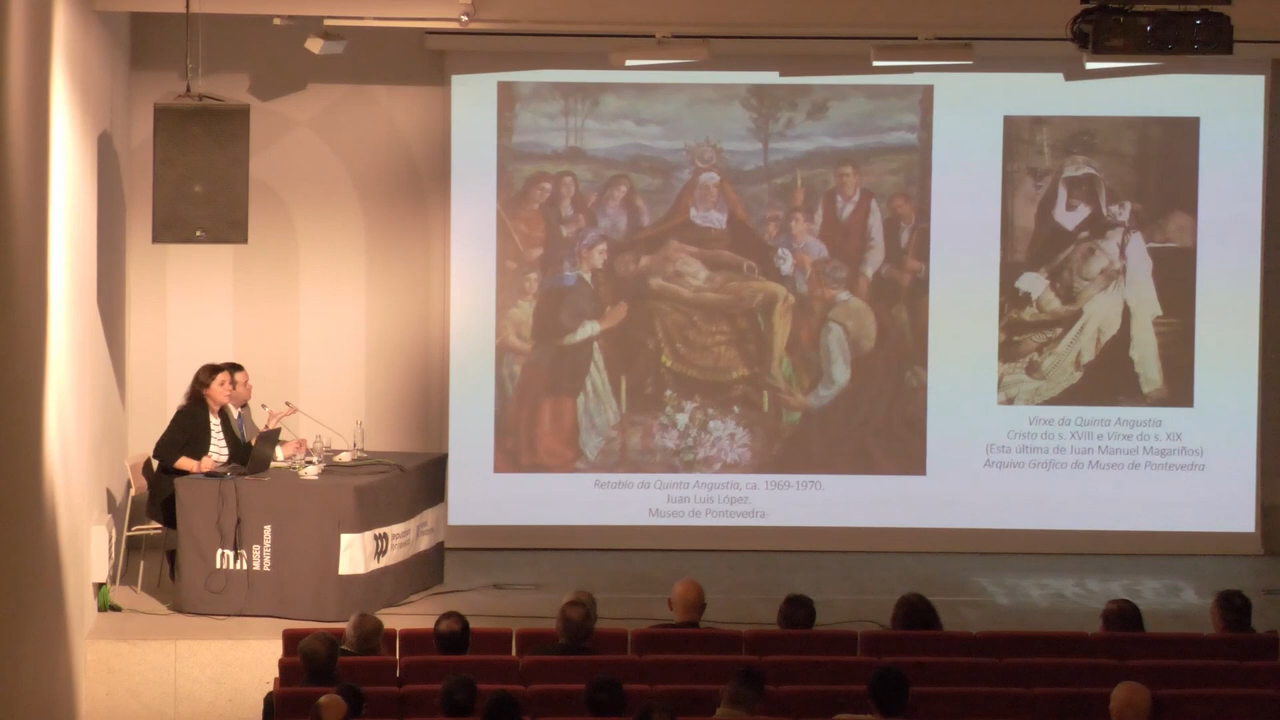 Retablo da Quinta Angustia, ca. 1969-1970.
Juan Luis López.
Museo de Pontevedra-
Virxe da Quinta Angustia
Cristo do s. XVIII e Virxe do s. XIX
(Esta última de Juan Manuel Magariños)
Arquivo Gráfico do Museo de Pontevedra
MUSEO
PONTEVEDRA